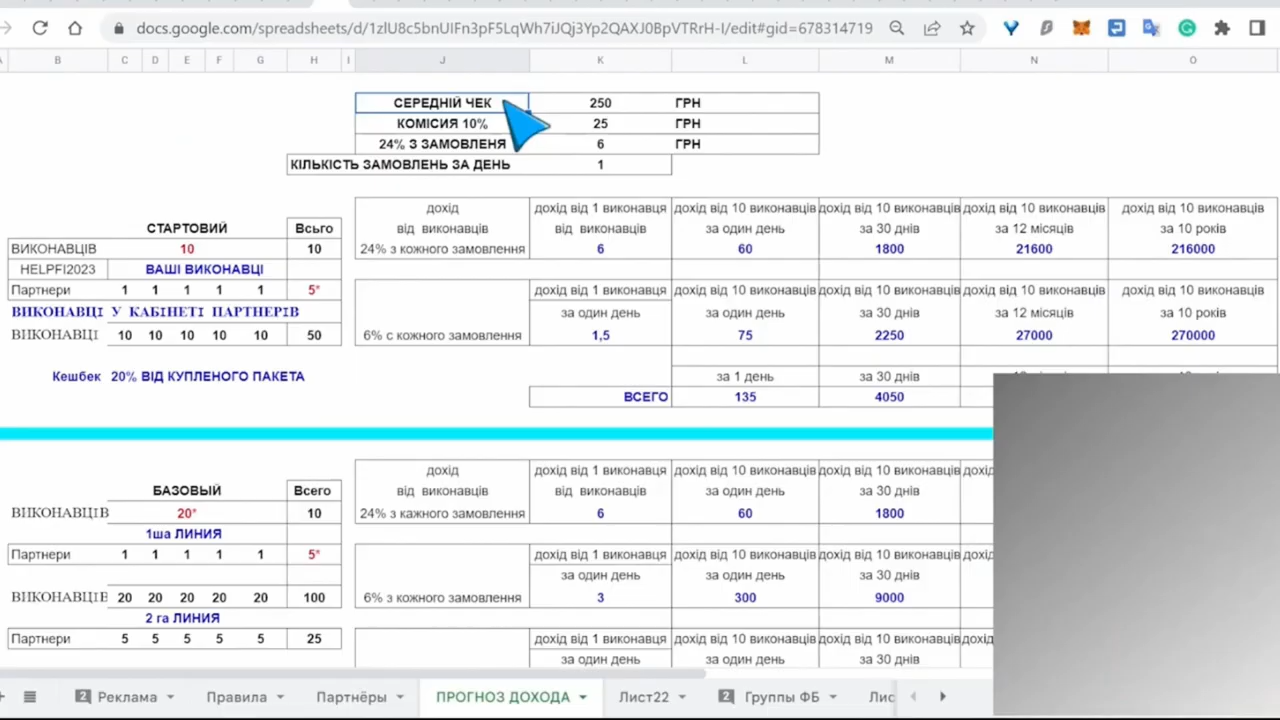 docs.google.com/spreadsheets/d/1zlU8c5bnUIFn3pF5LqWh7iJQj3Yp2QAXJ0BpVTRrH-I/edit#gid=678314719
B C D E F G H I J K L M N O
СЕРЕДНІЙ ЧЕК 250 ГРН
КОМІСИЯ 10% 25 ГРН
24% З ЗАМОВЛЕНЯ 6 ГРН
КІЛЬКІСТЬ ЗАМОВЛЕНЬ ЗА ДЕНЬ 1
дохід дохід від 1 виконавця дохід від 10 виконавців дохід від 10 виконавців дохід від 10 виконавців дохід від 10 виконавців
СТАРТОВИЙ Всьго від виконавців від виконавців за один день за 30 днів за 12 місяців за 10 років
ВИКОНАВЦІВ 10 10 24% з кожного замовлення 6 60 1800 21600 216000
HELPFI2023 ВАШІ ВИКОНАВЦІ
Партнери 1 1 1 1 1 5* дохід від 1 виконавця дохід від 10 виконавців дохід від 10 виконавців дохід від 10 виконавців дохід від 10 виконавців
ВИКОНАВЦІ У КАБІНЕТІ ПАРТНЕРІВ за один день за один день за 30 днів за 12 місяців за 10 років
ВИКОНАВЦІ 10 10 10 10 10 50 6% с кожного замовлення 1,5 75 2250 27000 270000
Кешбек 20% ВІД КУПЛЕНОГО ПАКЕТА за 1 день за 30 днів
ВСЕГО 135 4050
дохід дохід від 1 виконавця дохід від 10 виконавців дохід від 10 виконавців дохід
БАЗОВЫЙ Всего від виконавців від виконавців за один день за 30 днів
ВИКОНАВЦІВ 20* 10 24% з кажного замовлення 6 60 1800
1ша ЛИНИЯ
Партнери 1 1 1 1 1 5* дохід від 1 виконавця дохід від 10 виконавців дохід від 10 виконавців дохід
за один день за один день за 30 днів
ВИКОНАВЦІВ 20 20 20 20 20 100 6% з кожного замовлення 3 300 9000
2 га ЛИНИЯ
Партнери 5 5 5 5 5 25 дохід від 1 виконавця дохід від 10 виконавців дохід від 10 виконавців дохід
за один день за один день за 30 днів
2 Реклама Правила Партнёры ПРОГНОЗ ДОХОДА Лист22 2 Группы ФБ Лис